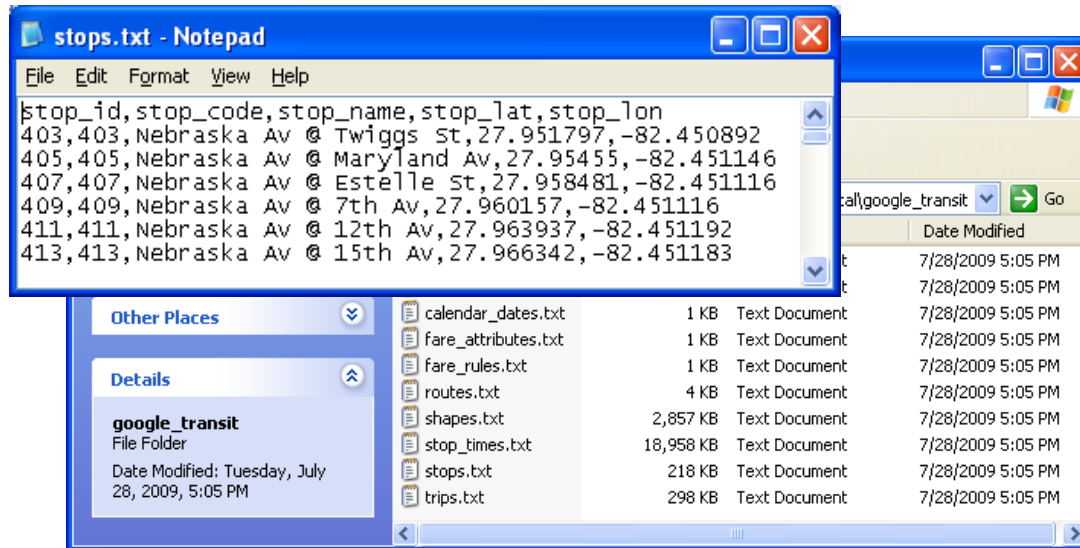 stops.txt - Notepad
File Edit Format View Help
stop_id,stop_code,stop_name,stop_lat,stop_lon
403,403,Nebraska Av @ Twiggs St,27.951797,-82.450892
405,405,Nebraska Av @ Maryland Av,27.95455,-82.451146
407,407,Nebraska Av @ Estelle St,27.958481,-82.451116
409,409,Nebraska Av @ 7th Av,27.960157,-82.451116
411,411,Nebraska Av @ 12th Av,27.963937,-82.451192
413,413,Nebraska Av @ 15th Av,27.966342,-82.451183
cal\google_transit Go
Date Modified
t 7/28/2009 5:05 PM
t 7/28/2009 5:05 PM
Other Places
calendar_dates.txt 1 KB Text Document 7/28/2009 5:05 PM
fare_attributes.txt 1 KB Text Document 7/28/2009 5:05 PM
fare_rules.txt 1 KB Text Document 7/28/2009 5:05 PM
Details
routes.txt 4 KB Text Document 7/28/2009 5:05 PM
google_transit
File Folder
Date Modified: Tuesday, July
28, 2009, 5:05 PM
shapes.txt 2,857 KB Text Document 7/28/2009 5:05 PM
stop_times.txt 18,958 KB Text Document 7/28/2009 5:05 PM
stops.txt 218 KB Text Document 7/28/2009 5:05 PM
trips.txt 298 KB Text Document 7/28/2009 5:05 PM